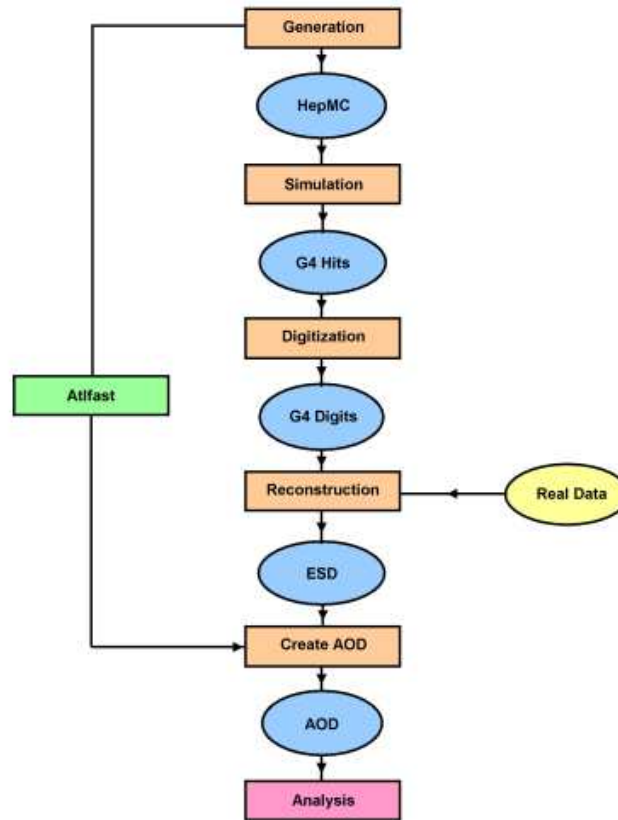 Generation
HepMC
Simulation
G4 Hits
Digitization
Atlfast
G4 Digits
Reconstruction
Real Data
ESD
Create AOD
AOD
Analysis